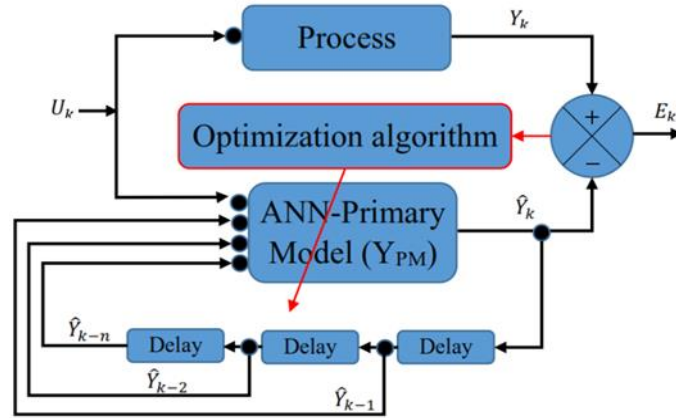 Process
Y_k
U_k
+
−
E_k
Optimization algorithm
ANN-Primary
Model (Y_PM)
Ŷ_k
Ŷ_{k−n}
Delay
Delay
Delay
Ŷ_{k−2}
Ŷ_{k−1}